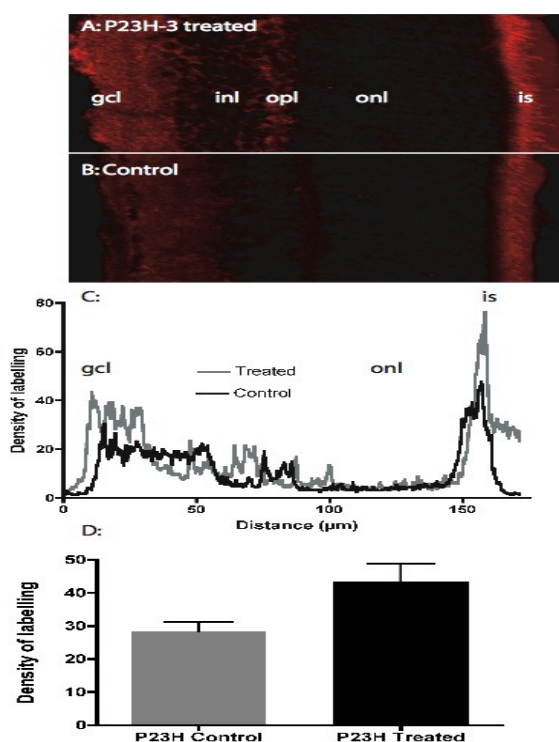 A: P23H-3 treated
gcl inl opl onl is
B: Control
C:
is
80
60
40
20
0
Density of labelling
gcl
onl
Treated
Control
0 50 100 150
Distance (µm)
D:
50
40
30
20
10
0
Density of labelling
P23H Control P23H Treated